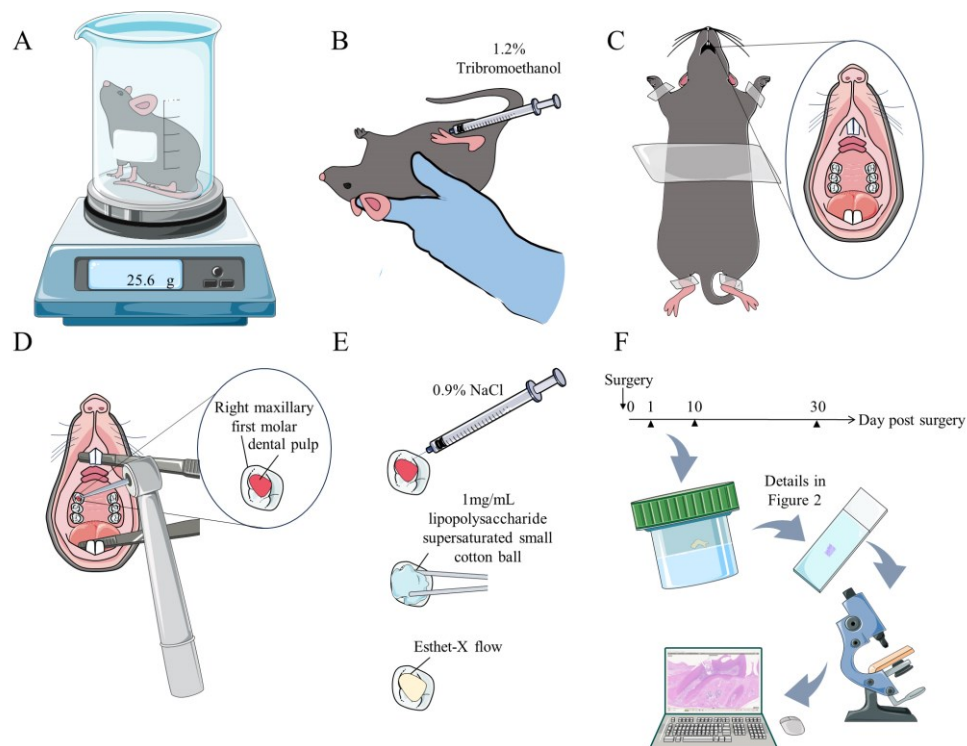 A
25.6 g
B
1.2%
Tribromoethanol
C
D
Right maxillary
first molar
dental pulp
E
0.9% NaCl
1mg/mL
lipopolysaccharide
supersaturated small
cotton ball
Esthet-X flow
F
Surgery
0 1 10 30 Day post surgery
Details in
Figure 2